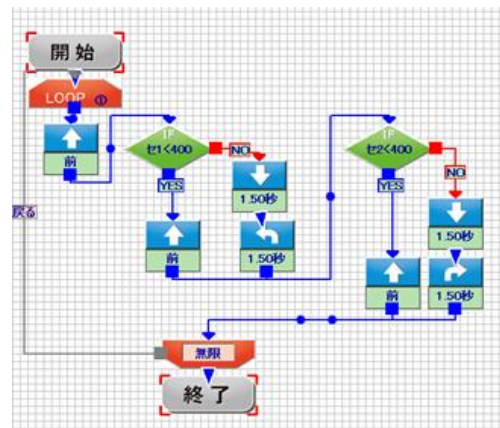 開始
LOOP ①
前
IF
セ1<400
NO
YES
1.50秒
前
1.50秒
IF
セ2<400
NO
YES
1.50秒
前
1.50秒
戻る
無限
終了